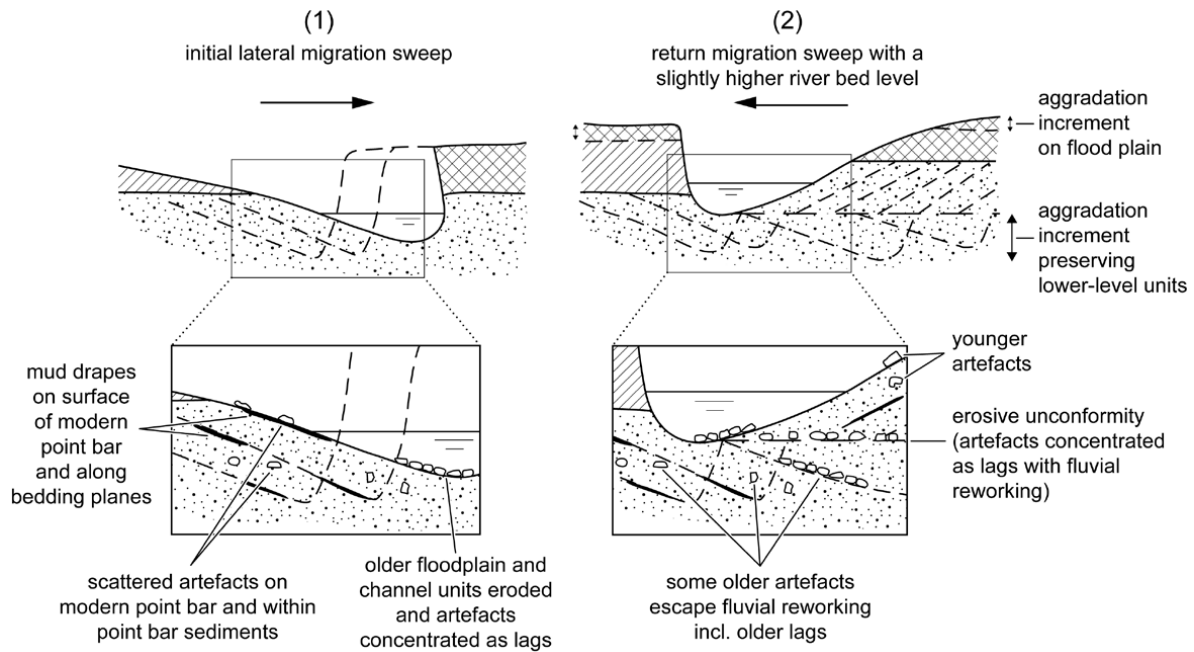 (1)
initial lateral migration sweep
(2)
return migration sweep with a
slightly higher river bed level
aggradation
increment
on flood plain
aggradation
increment
preserving
lower-level units
mud drapes
on surface
of modern
point bar
and along
bedding planes
scattered artefacts on
modern point bar and within
point bar sediments
older floodplain and
channel units eroded
and artefacts
concentrated as lags
younger
artefacts
erosive unconformity
(artefacts concentrated
as lags with fluvial
reworking)
some older artefacts
escape fluvial reworking
incl. older lags